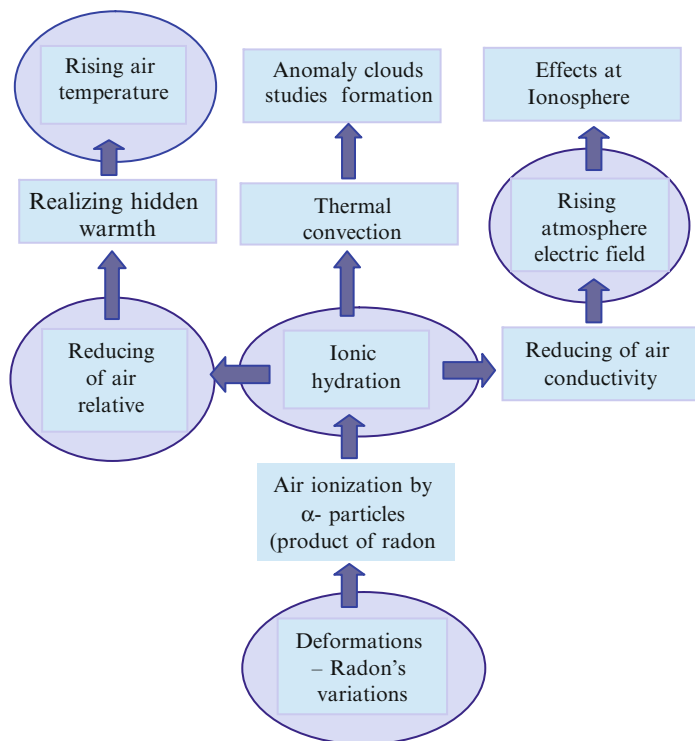 Rising air
temperature
Anomaly clouds
studies formation
Effects at
Ionosphere
Realizing hidden
warmth
Thermal
convection
Rising
atmosphere
electric field
Reducing
of air
relative
Ionic
hydration
Reducing of air
conductivity
Air ionization by
α- particles
(product of radon
Deformations
– Radon's
variations